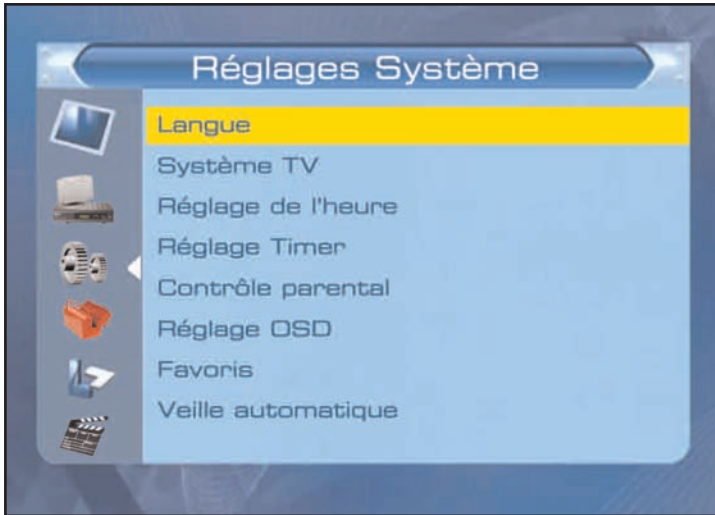 Réglages Système
Langue
Système TV
Réglage de l'heure
Réglage Timer
Contrôle parental
Réglage OSD
Favoris
Veille automatique